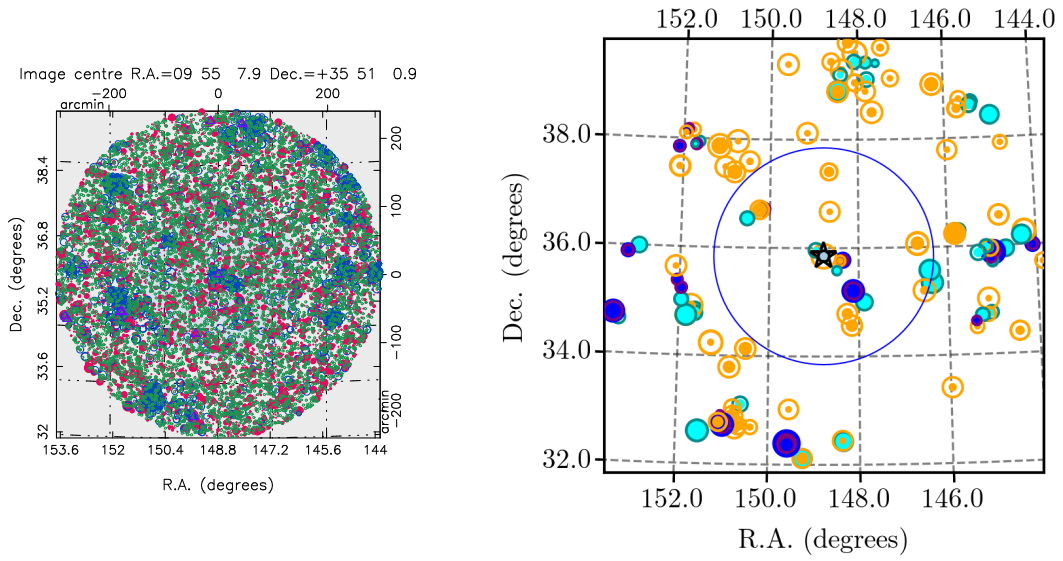 Image centre R.A.=09 55 7.9 Dec.=+35 51 0.9
arcmin
−200 0 200
38.4
36.8
35.2
33.6
32
Dec. (degrees)
200
100
0
−100
−200
arcmin
153.6 152 150.4 148.8 147.2 145.6 144
R.A. (degrees)
152.0 150.0 148.0 146.0 144.0
38.0
36.0
34.0
32.0
Dec. (degrees)
152.0 150.0 148.0 146.0
R.A. (degrees)